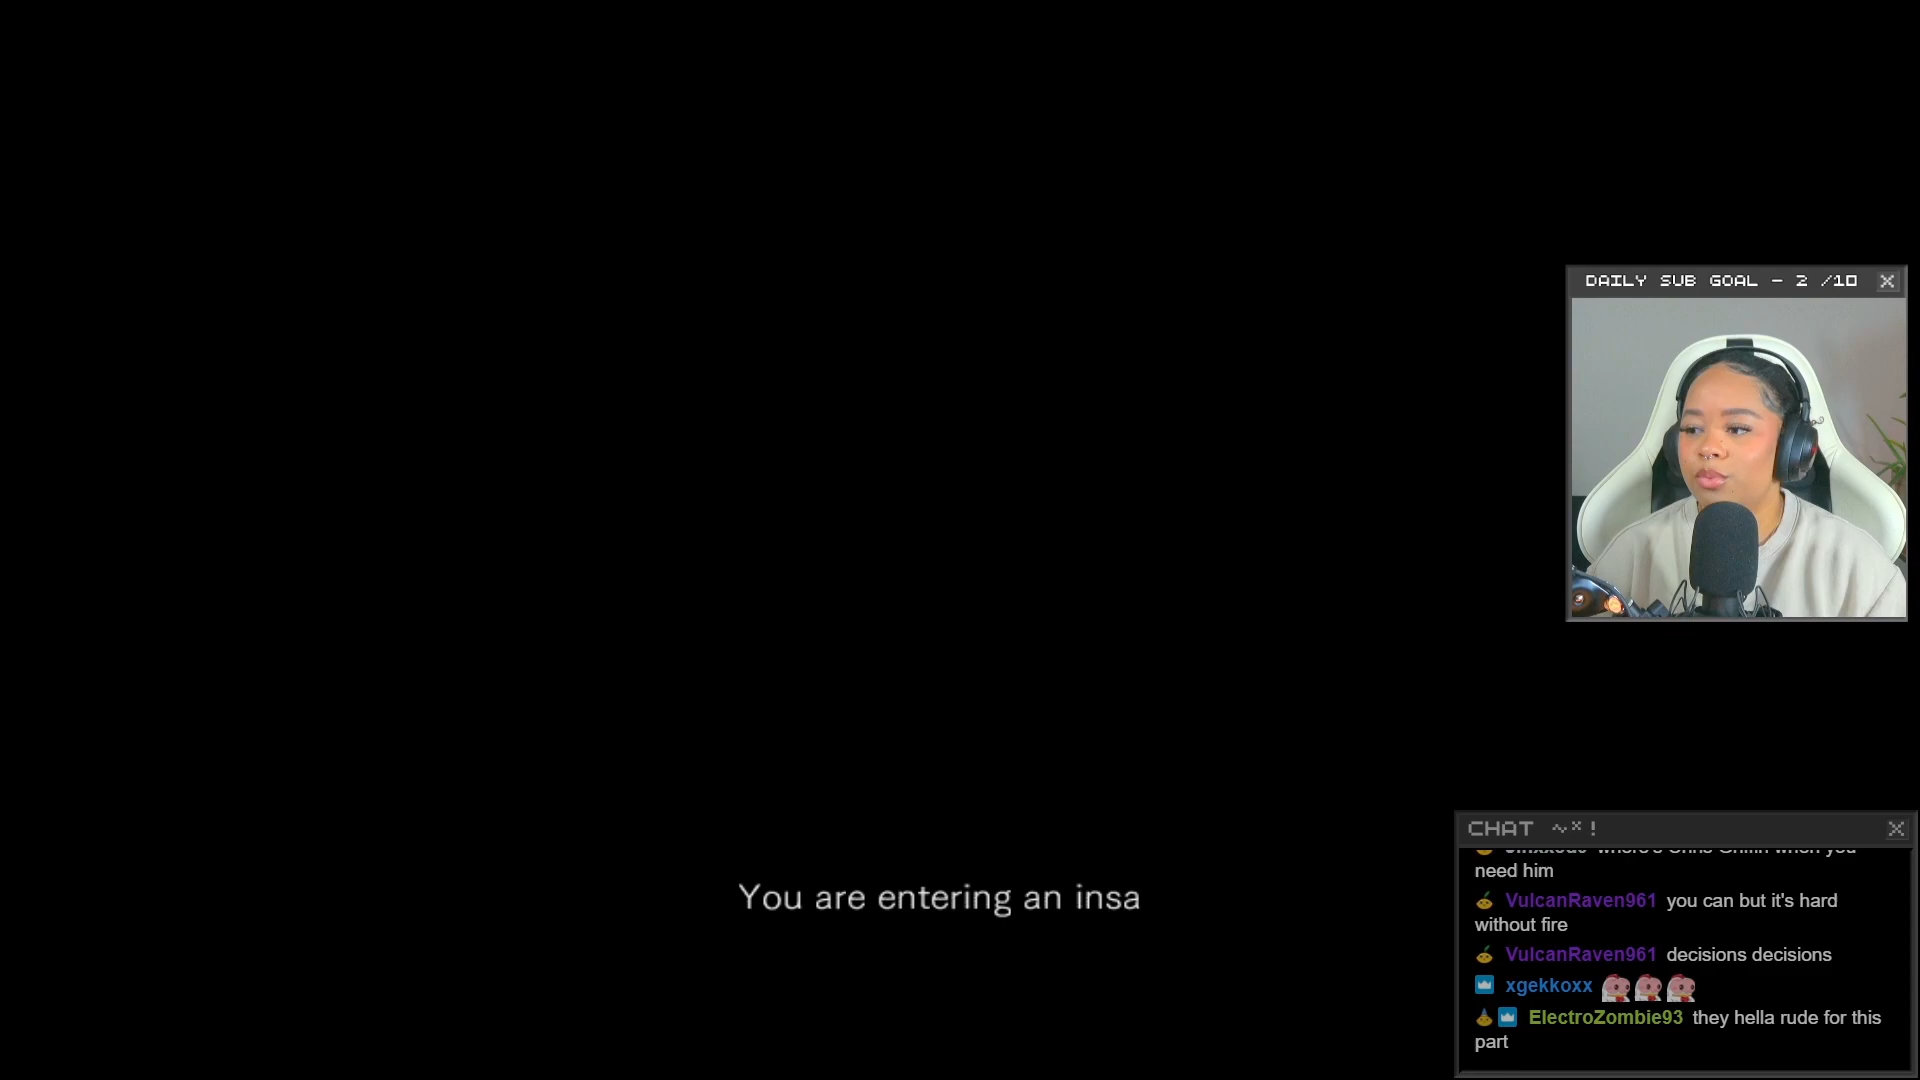 DAILY SUB GOAL - 2 /10
You are entering an insa
CHAT ~*!
need him
VulcanRaven961 you can but it's hard
without fire
VulcanRaven961 decisions decisions
xgekkoxx
ElectroZombie93 they hella rude for this
part